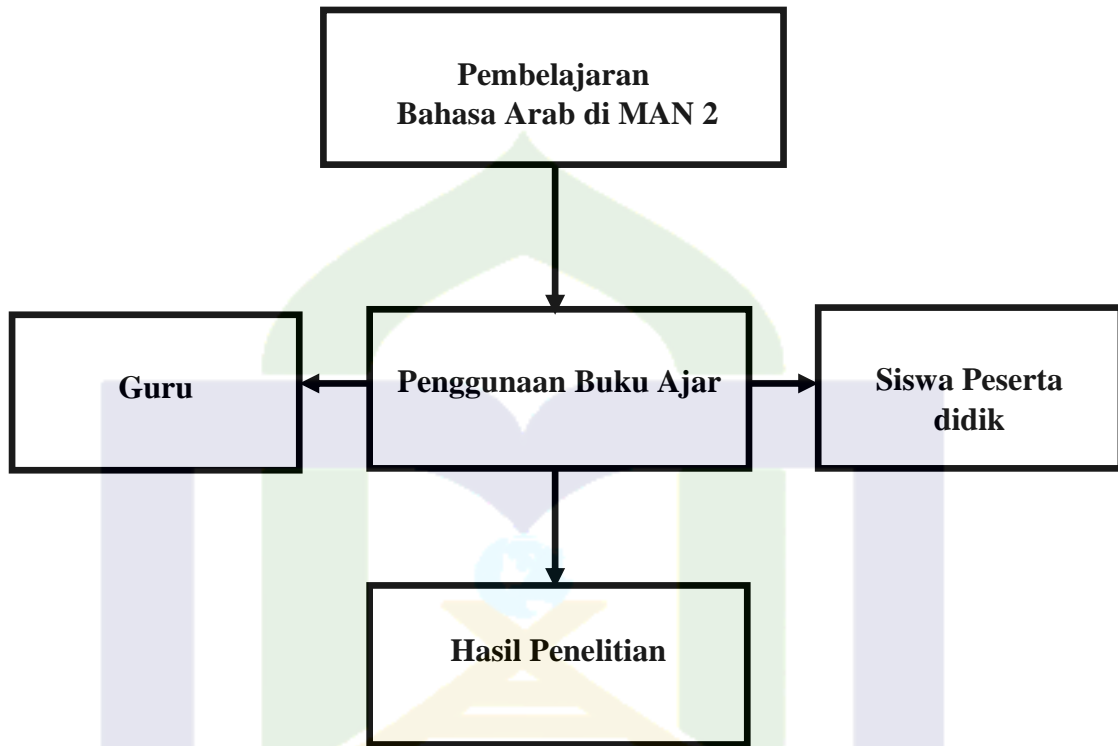 Pembelajaran
Bahasa Arab di MAN 2
Guru
Penggunaan Buku Ajar
Siswa Peserta
didik
Hasil Penelitian